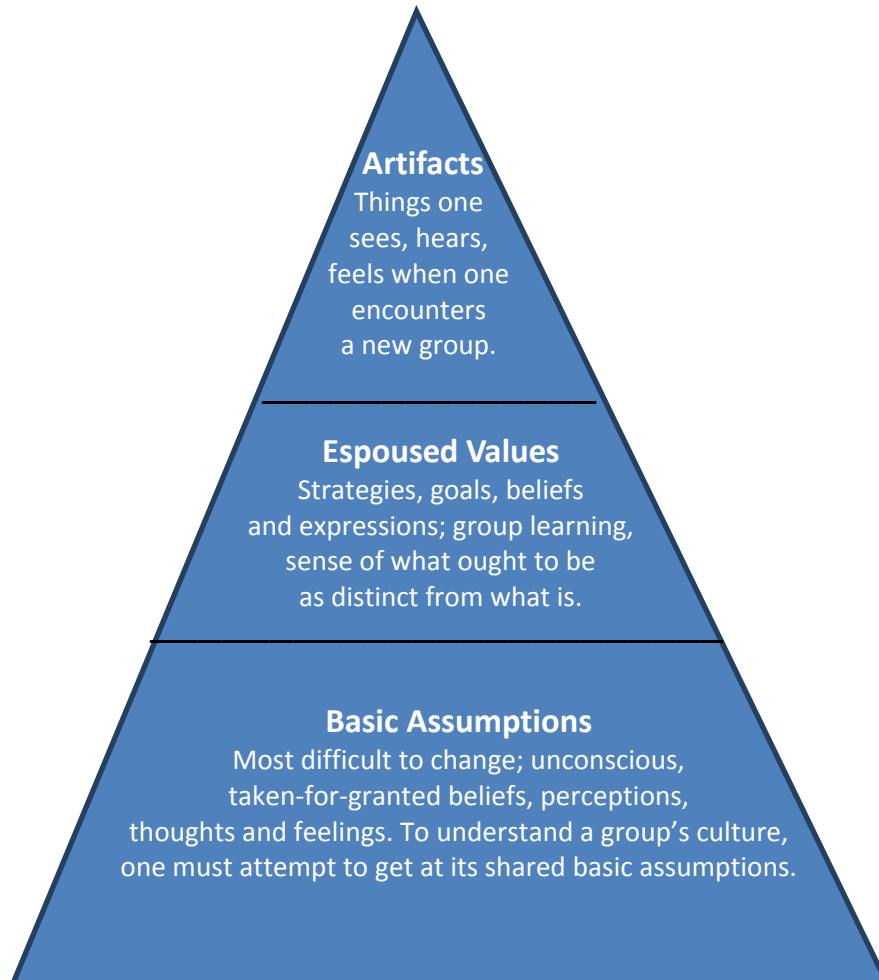 Artifacts
Things one
sees, hears,
feels when one
encounters
a new group.
Espoused Values
Strategies, goals, beliefs
and expressions; group learning,
sense of what ought to be
as distinct from what is.
Basic Assumptions
Most difficult to change; unconscious,
taken-for-granted beliefs, perceptions,
thoughts and feelings. To understand a group’s culture,
one must attempt to get at its shared basic assumptions.